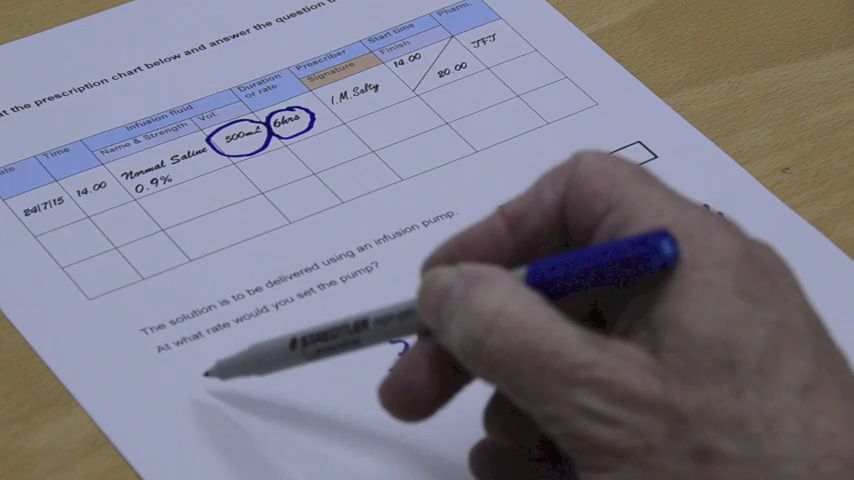 at the prescription chart below and answer the question
Date Time Infusion fluid Duration or rate Prescriber Start time Pharm.
Name & Strength Vol. Signature Finish
24/7/15 14.00 Normal Saline 0.9% 500mL 6hrs I.M.Salty 14.00 20.00 JFJ
The solution is to be delivered using an infusion pump.
At what rate would you set the pump?
STAEDTLER